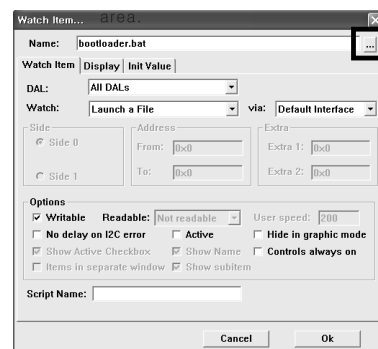 Watch Item... area.
Name: bootloader.bat ...
Watch Item Display Init Value
DAL: All DALs
Watch: Launch a File via: Default Interface
Side Address Extra
Side 0 From: 0x0 Extra 1: 0x0
Side 1 To: 0x0 Extra 2: 0x0
Options
Writable Readable: Not readable User speed: 200
No delay on I2C error Active Hide in graphic mode
Show Active Checkbox Show Name Controls always on
Items in separate window Show subitem
Script Name:
Cancel Ok